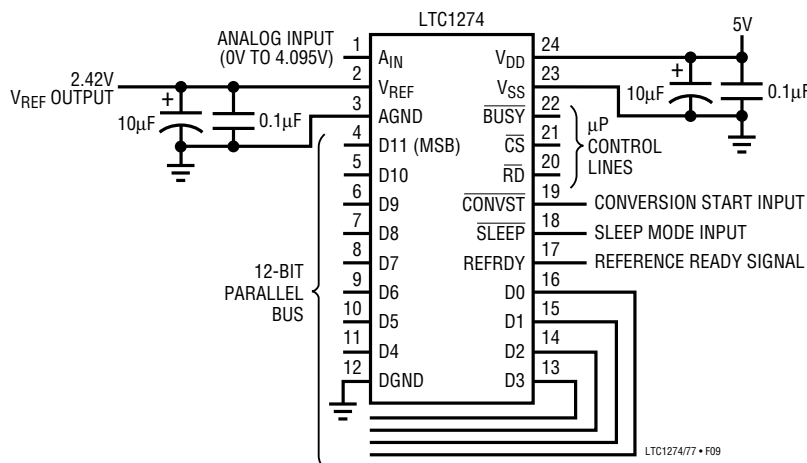 LTC1274
ANALOG INPUT
(0V TO 4.095V)
2.42V
VREF OUTPUT
+
10µF
0.1µF
1
2
3
4
5
6
7
8
9
10
11
12
AIN
VREF
AGND
D11 (MSB)
D10
D9
D8
D7
D6
D5
D4
DGND
12-BIT
PARALLEL
BUS
VDD
VSS
BUSY
CS
RD
CONVST
SLEEP
REFRDY
D0
D1
D2
D3
24
23
22
21
20
19
18
17
16
15
14
13
5V
+
10µF
0.1µF
µP
CONTROL
LINES
CONVERSION START INPUT
SLEEP MODE INPUT
REFERENCE READY SIGNAL
LTC1274/77 • F09